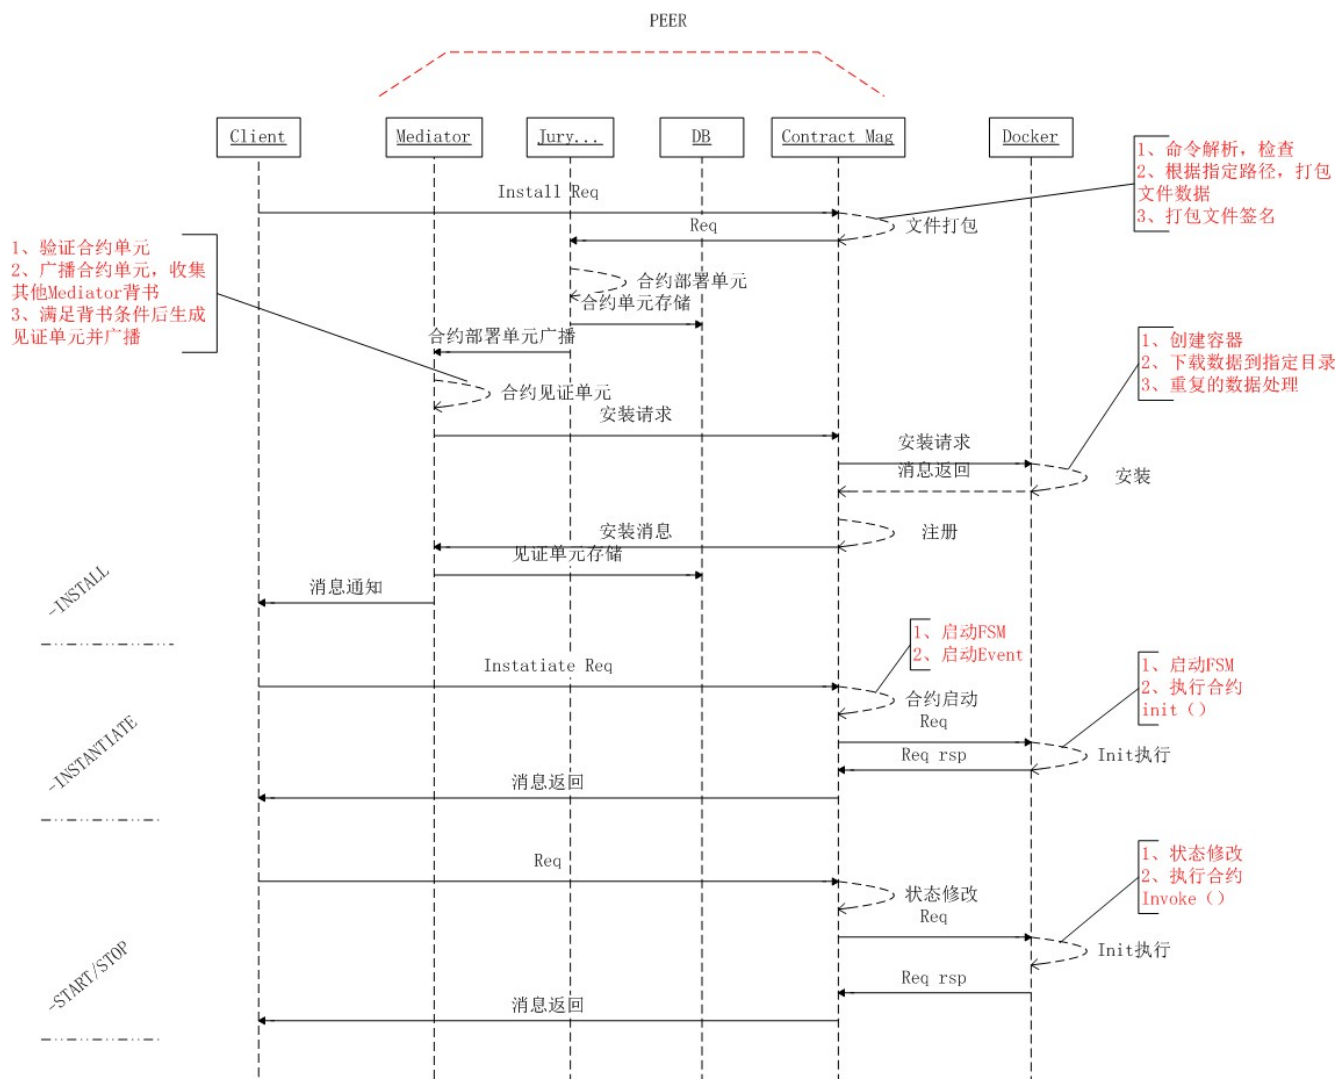 PEER
Client
Mediator
Jury...
DB
Contract Mag
Docker
1、命令解析，检查
2、根据指定路径，打包
文件数据
3、打包文件签名
Install Req
文件打包
Req
1、验证合约单元
2、广播合约单元，收集
其他Mediator背书
3、满足背书条件后生成
见证单元并广播
合约部署单元
合约单元存储
合约部署单元广播
1、创建容器
2、下载数据到指定目录
3、重复的数据处理
合约见证单元
安装请求
安装请求
消息返回
安装
安装消息
注册
见证单元存储
消息通知
-INSTALL
1、启动FSM
2、启动Event
Instatiate Req
1、启动FSM
2、执行合约
init（）
合约启动
Req
Req rsp
Init执行
消息返回
-INSTANTIATE
Req
1、状态修改
2、执行合约
Invoke（）
状态修改
Req
Init执行
Req rsp
消息返回
-START/STOP